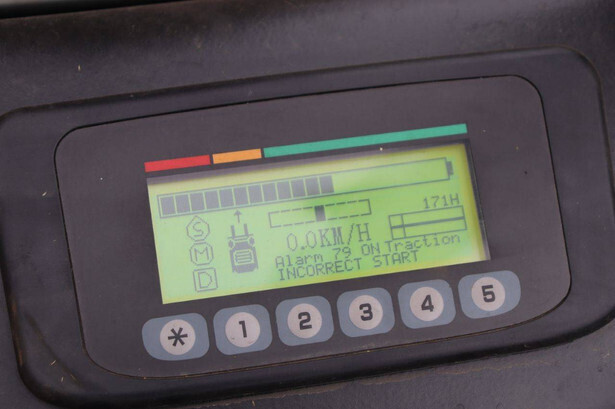 171H
S
M
D
0.0KM/H
Alarm 79 ON Traction
INCORRECT START
* 1 2 3 4 5